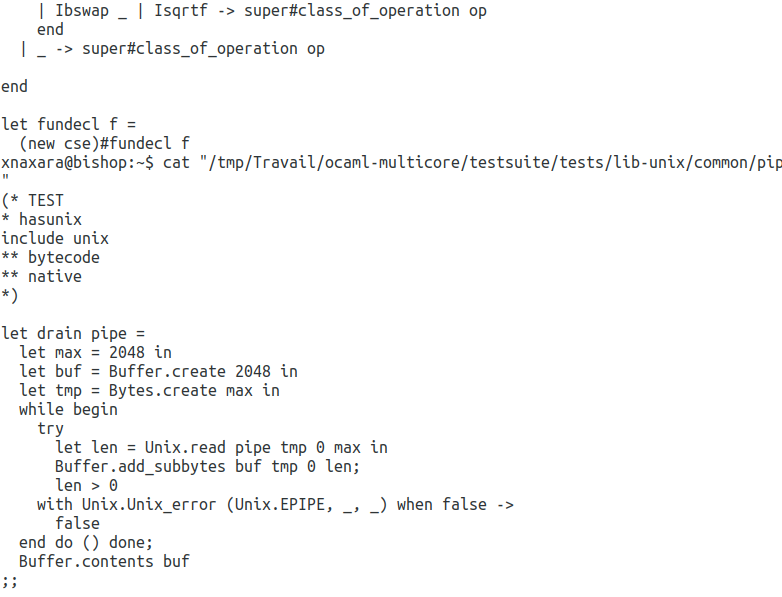 | Ibswap _ | Isqrtf -> super#class_of_operation op
    end
  | _ -> super#class_of_operation op

end

let fundecl f =
  (new cse)#fundecl f
xnaxara@bishop:~$ cat "/tmp/Travail/ocaml-multicore/testsuite/tests/lib-unix/common/pip
"
(* TEST
* hasunix
include unix
** bytecode
** native
*)

let drain pipe =
  let max = 2048 in
  let buf = Buffer.create 2048 in
  let tmp = Bytes.create max in
  while begin
    try
      let len = Unix.read pipe tmp 0 max in
      Buffer.add_subbytes buf tmp 0 len;
      len > 0
    with Unix.Unix_error (Unix.EPIPE, _, _) when false ->
      false
  end do () done;
  Buffer.contents buf
;;